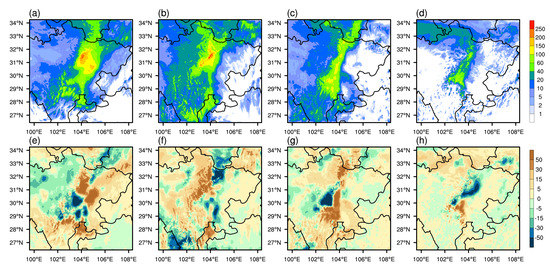 (a) (b) (c) (d)
34°N 34°N 34°N 34°N
33°N 33°N 33°N 33°N
32°N 32°N 32°N 32°N
31°N 31°N 31°N 31°N
30°N 30°N 30°N 30°N
29°N 29°N 29°N 29°N
28°N 28°N 28°N 28°N
27°N 27°N 27°N 27°N
250
200
150
100
50
20
10
5
2
1
100°E 102°E 104°E 106°E 108°E 100°E 102°E 104°E 106°E 108°E 100°E 102°E 104°E 106°E 108°E 100°E 102°E 104°E 106°E 108°E
(e) (f) (g) (h)
34°N 34°N 34°N 34°N
33°N 33°N 33°N 33°N
32°N 32°N 32°N 32°N
31°N 31°N 31°N 31°N
30°N 30°N 30°N 30°N
29°N 29°N 29°N 29°N
28°N 28°N 28°N 28°N
27°N 27°N 27°N 27°N
50
30
15
5
0
-5
-15
-30
-50
100°E 102°E 104°E 106°E 108°E 100°E 102°E 104°E 106°E 108°E 100°E 102°E 104°E 106°E 108°E 100°E 102°E 104°E 106°E 108°E